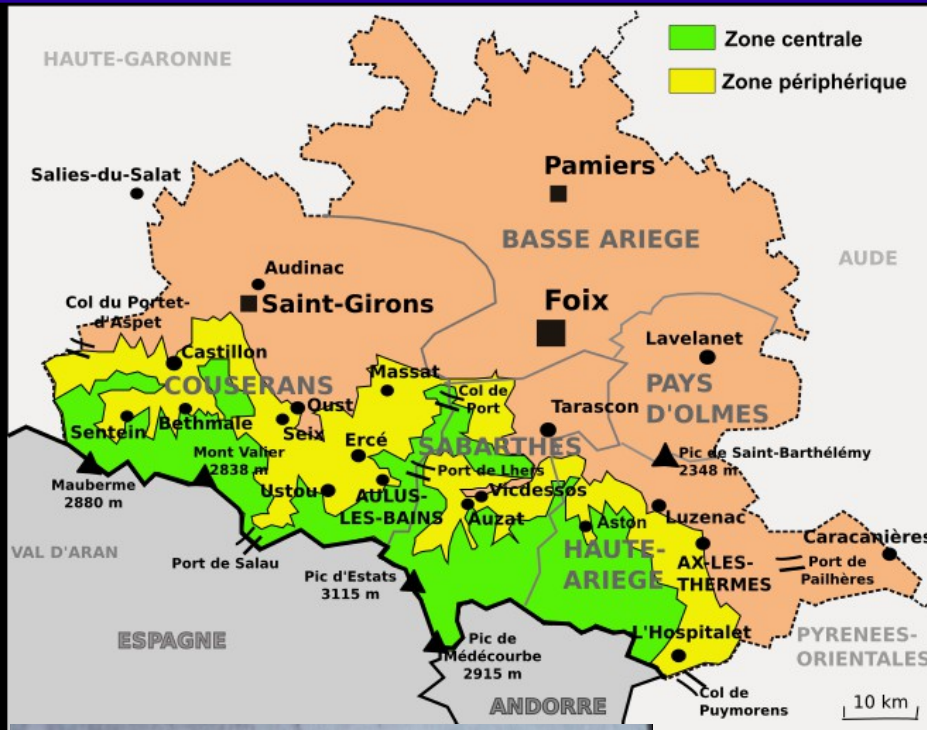 HAUTE-GARONNE
Zone centrale
Zone périphérique
Salies-du-Salat
Pamiers
BASSE ARIEGE
AUDE
Audinac
Saint-Girons
Foix
Col du Portet-
d'Aspet
Lavelanet
Castillon
COUSERANS
Massat
PAYS
D'OLMES
Col de
Port
Oust
Tarascon
Sentein
Bethmale
Seix
Ercé
SABARTHES
Mont Valier
2838 m
Port de Lhers
Pic de Saint-Barthélémy
2348 m
Mauberme
2880 m
Ustou
AULUS-
LES-BAINS
Vicdessos
Auzat
Aston
Luzenac
Caracanières
VAL D'ARAN
Port de Salau
HAUTE-
ARIEGE
AX-LES-
THERMES
Port de
Pailhères
Pic d'Estats
3115 m
ESPAGNE
Pic de
Médécourbe
2915 m
L'Hospitalet
PYRENEES-
ORIENTALES
ANDORRE
Col de
Puymorens
10 km